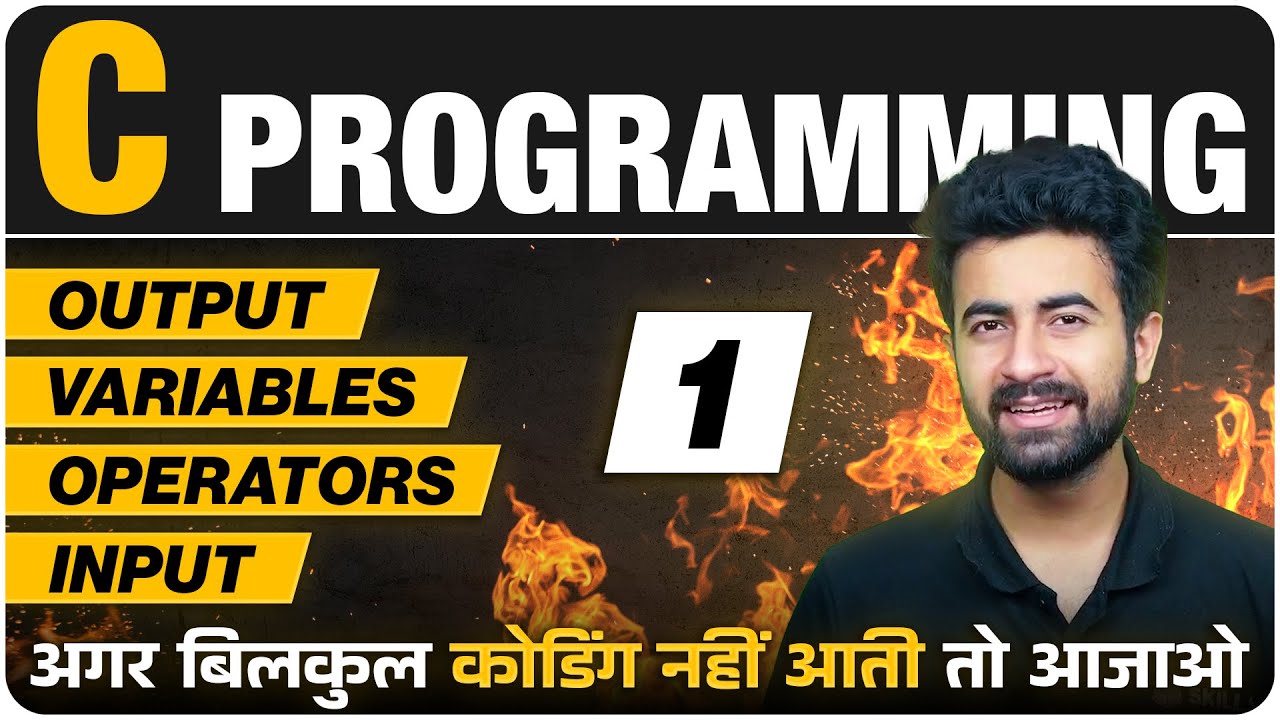 C PROGRAMMING
OUTPUT
VARIABLES
OPERATORS
INPUT
1
अगर बिलकुल कोडिंग नहीं आती तो आजाओ